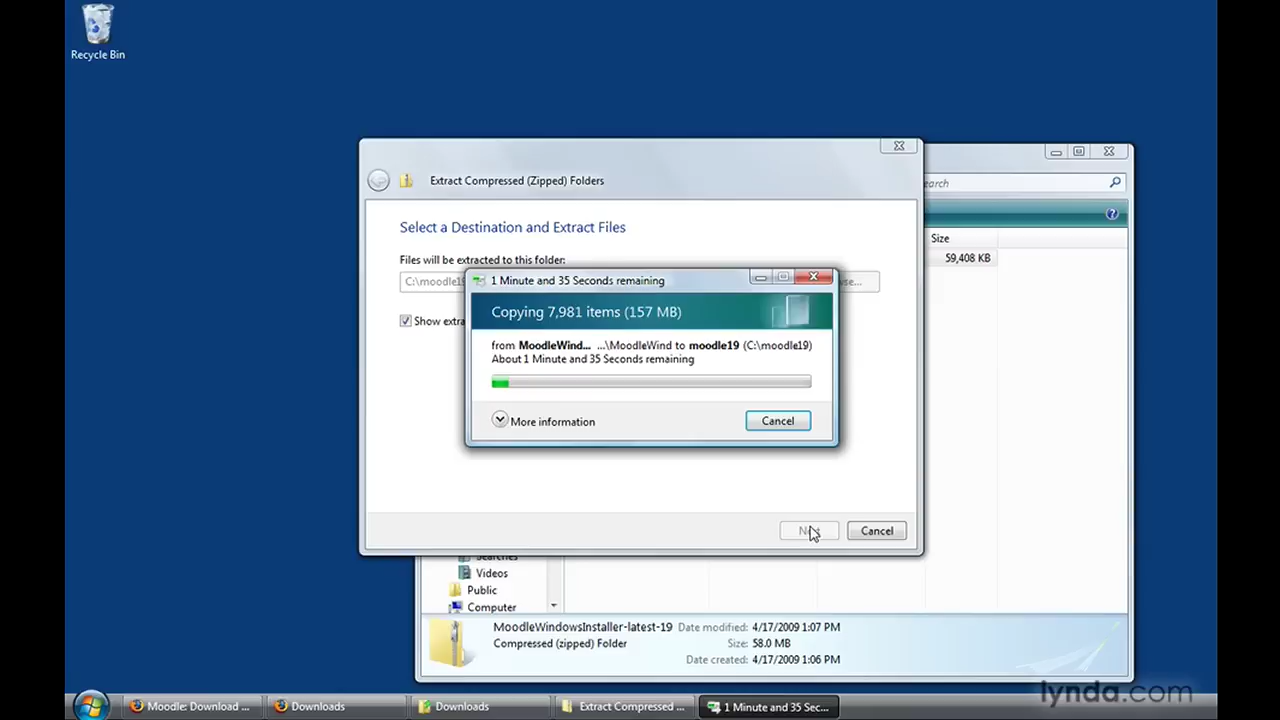 Recycle Bin
Extract Compressed (Zipped) Folders
Select a Destination and Extract Files
Files will be extracted to this folder:
C:\moodle19
Show extra
1 Minute and 35 Seconds remaining
Copying 7,981 items (157 MB)
from MoodleWind... ...\MoodleWind to moodle19 (C:\moodle19)
About 1 Minute and 35 Seconds remaining
More information
Cancel
Cancel
earch
Size
59,408 KB
Videos
Public
Computer
MoodleWindowsInstaller-latest-19 Date modified: 4/17/2009 1:07 PM
Compressed (zipped) Folder Size: 58.0 MB
Date created: 4/17/2009 1:06 PM
lynda.com
Moodle: Download ...
Downloads
Downloads
Extract Compressed ...
1 Minute and 35 Sec...